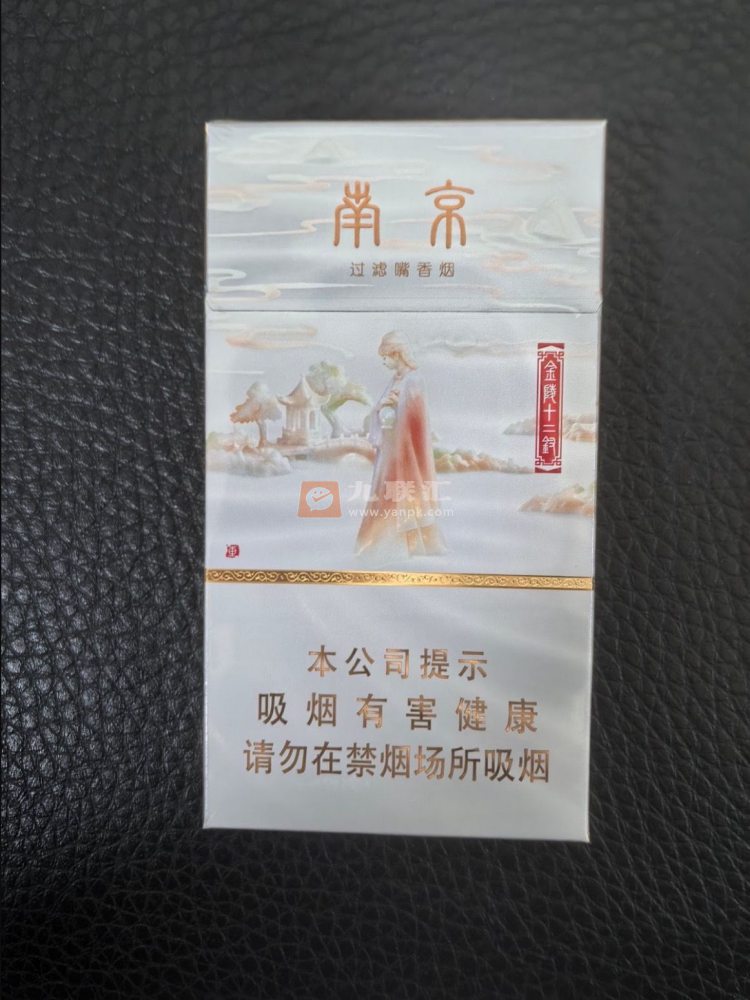 南京
过滤嘴香烟
金陵十二钗
九联汇
www.yanpk.com
本公司提示
吸烟有害健康
请勿在禁烟场所吸烟